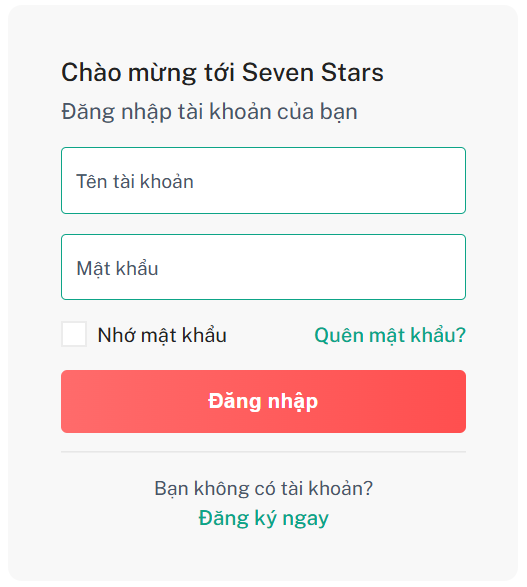 Chào mừng tới Seven Stars
Đăng nhập tài khoản của bạn
Tên tài khoản
Mật khẩu
Nhớ mật khẩu
Quên mật khẩu?
Đăng nhập
Bạn không có tài khoản?
Đăng ký ngay